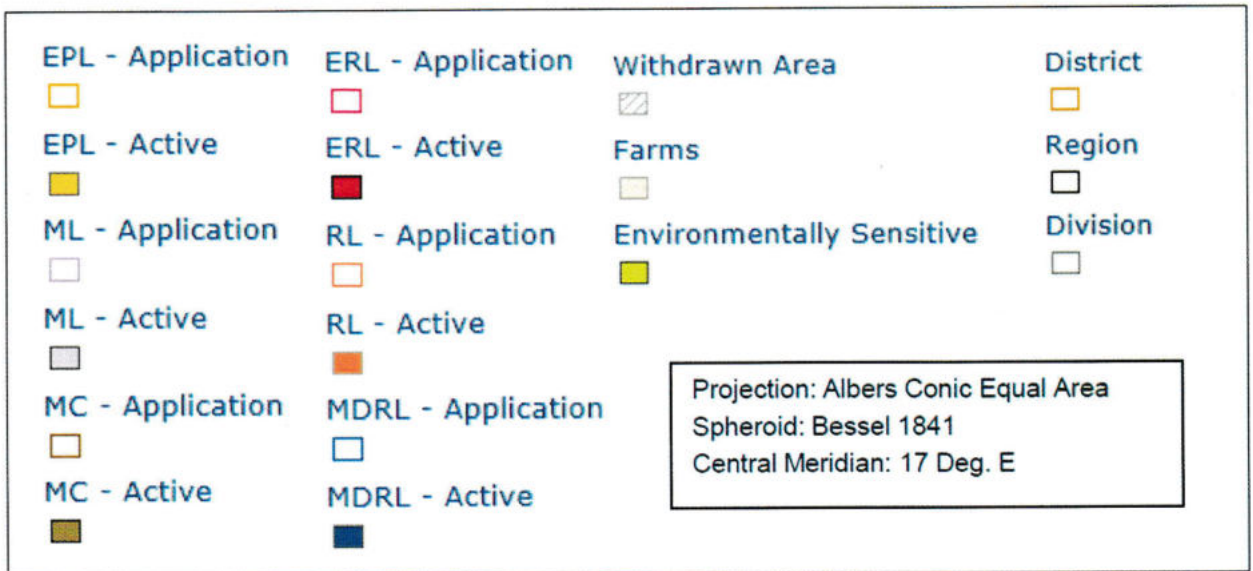 EPL - Application
EPL - Active
ML - Application
ML - Active
MC - Application
MC - Active
ERL - Application
ERL - Active
RL - Application
RL - Active
MDRL - Application
MDRL - Active
Withdrawn Area
Farms
Environmentally Sensitive
District
Region
Division
Projection: Albers Conic Equal Area
Spheroid: Bessel 1841
Central Meridian: 17 Deg. E